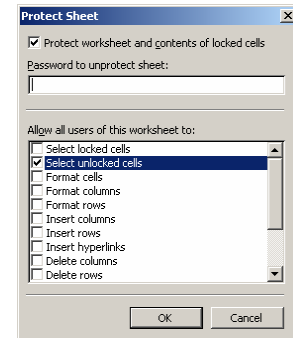 Protect Sheet
Protect worksheet and contents of locked cells
Password to unprotect sheet:
Allow all users of this worksheet to:
Select locked cells
Select unlocked cells
Format cells
Format columns
Format rows
Insert columns
Insert rows
Insert hyperlinks
Delete columns
Delete rows
OK Cancel